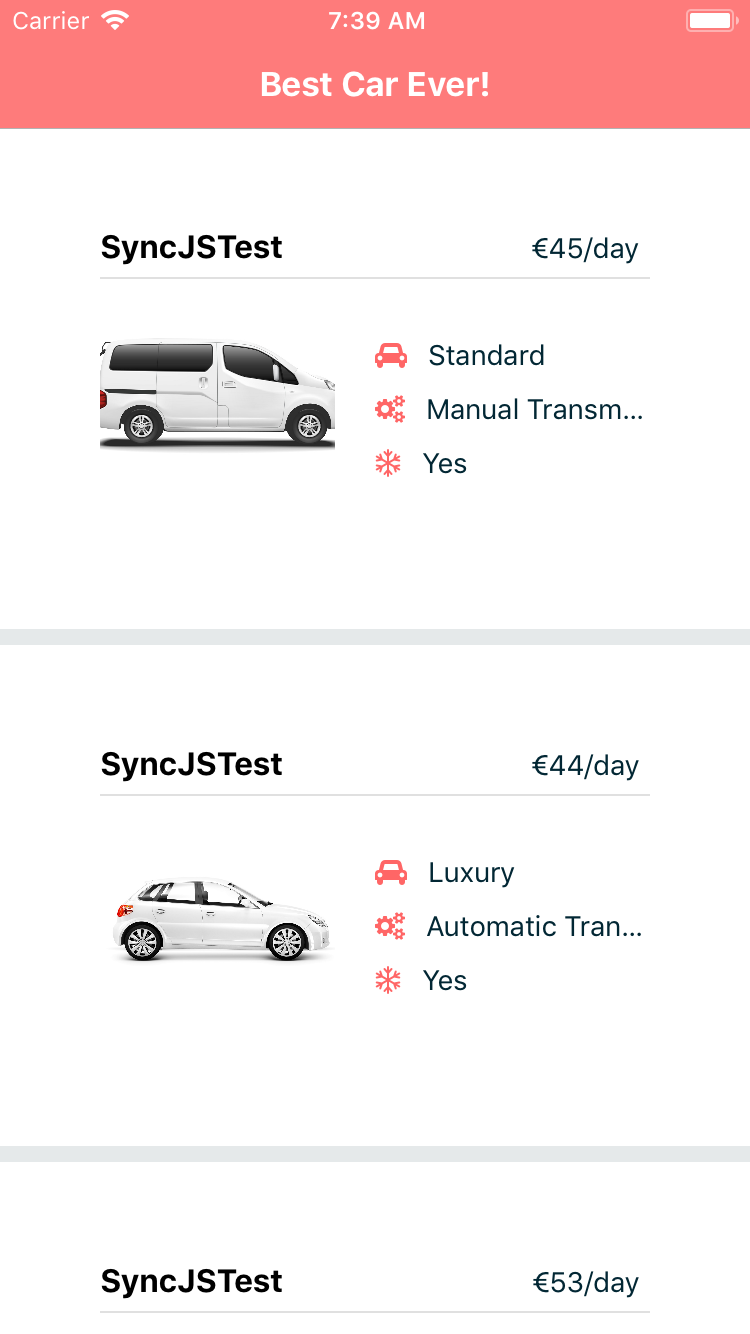 Carrier 7:39 AM
Best Car Ever!
SyncJSTest €45/day
Standard
Manual Transm...
Yes
SyncJSTest €44/day
Luxury
Automatic Tran...
Yes
SyncJSTest €53/day